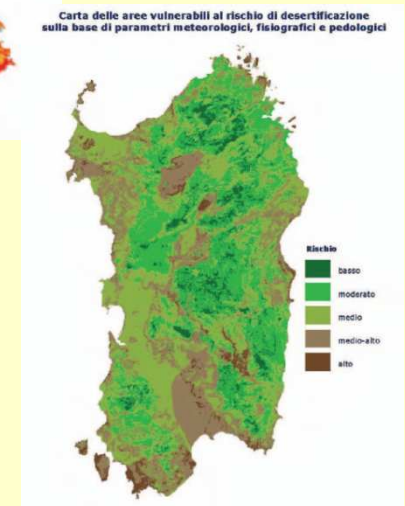 Carta delle aree vulnerabili al rischio di desertificazione
sulla base di parametri meteorologici, fisiografici e pedologici
Rischio
basso
moderato
medio
medio-alto
alto